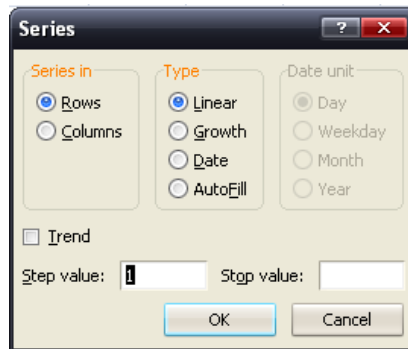 Series
Series in
Rows
Columns
Type
Linear
Growth
Date
AutoFill
Date unit
Day
Weekday
Month
Year
Trend
Step value: 1 Stop value:
OK Cancel